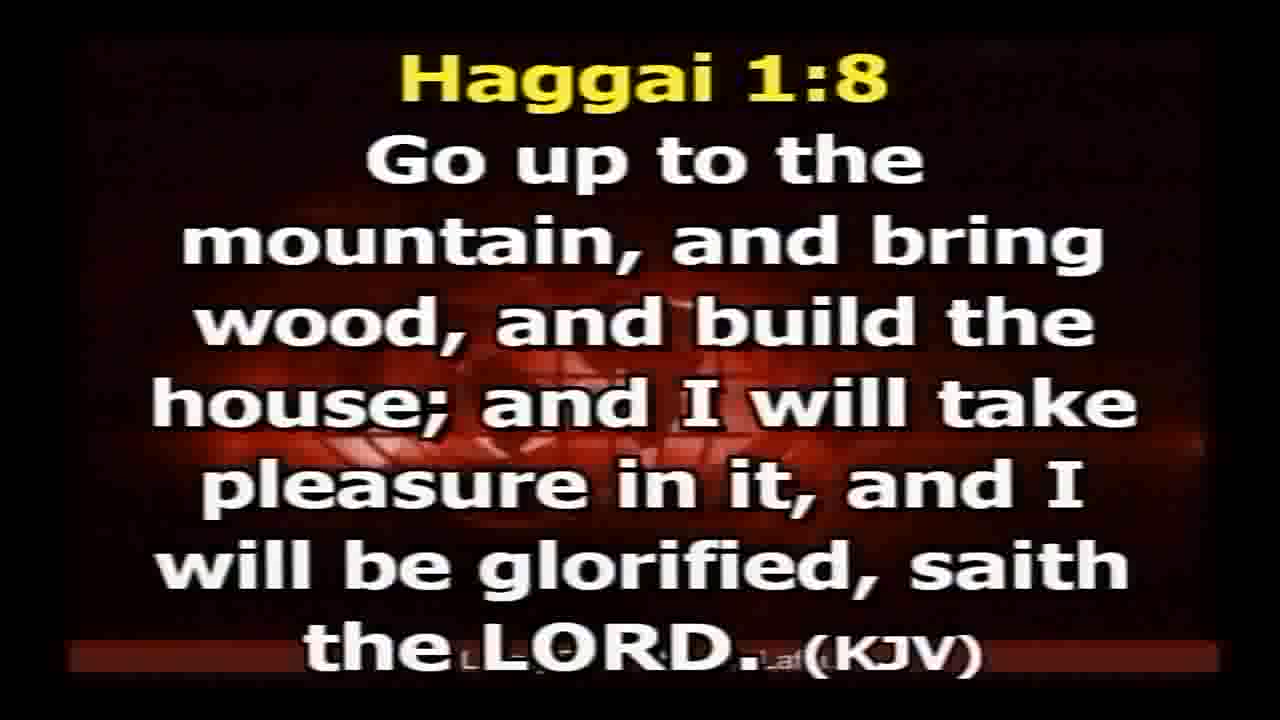 Haggai 1:8
Go up to the
mountain, and bring
wood, and build the
house; and I will take
pleasure in it, and I
will be glorified, saith
the LORD. (KJV)